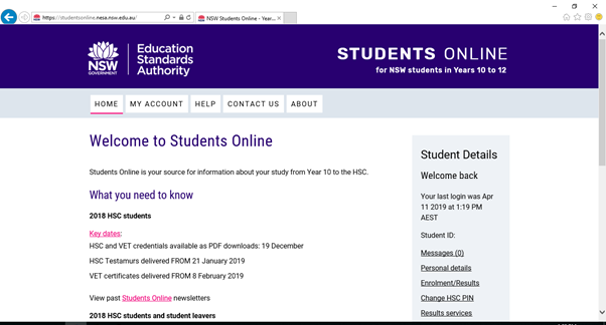 https://studentsonline.nesa.nsw.edu.au/
NSW Students Online - Year...
NSW
GOVERNMENT
Education
Standards
Authority
STUDENTS ONLINE
for NSW students in Years 10 to 12
HOME
MY ACCOUNT
HELP
CONTACT US
ABOUT
Welcome to Students Online
Students Online is your source for information about your study from Year 10 to the HSC.
What you need to know
2018 HSC students
Key dates:
HSC and VET credentials available as PDF downloads: 19 December
HSC Testamurs delivered FROM 21 January 2019
VET certificates delivered FROM 8 February 2019
View past Students Online newsletters
2018 HSC students and student leavers
Student Details
Welcome back
Your last login was Apr
11 2019 at 1:19 PM
AEST
Student ID:
Messages (0)
Personal details
Enrolment/Results
Change HSC PIN
Results services